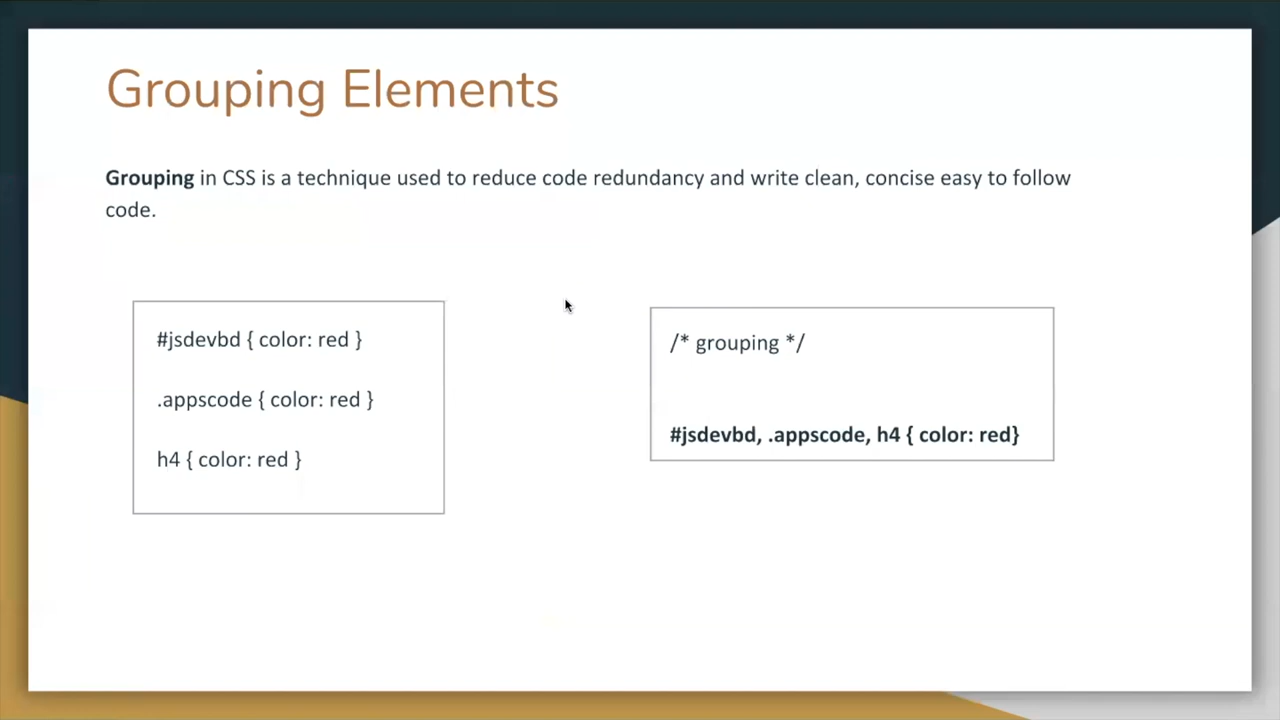 Grouping Elements
Grouping in CSS is a technique used to reduce code redundancy and write clean, concise easy to follow
code.
#jsdevbd { color: red }
.appscode { color: red }
h4 { color: red }
/* grouping */
#jsdevbd, .appscode, h4 { color: red}